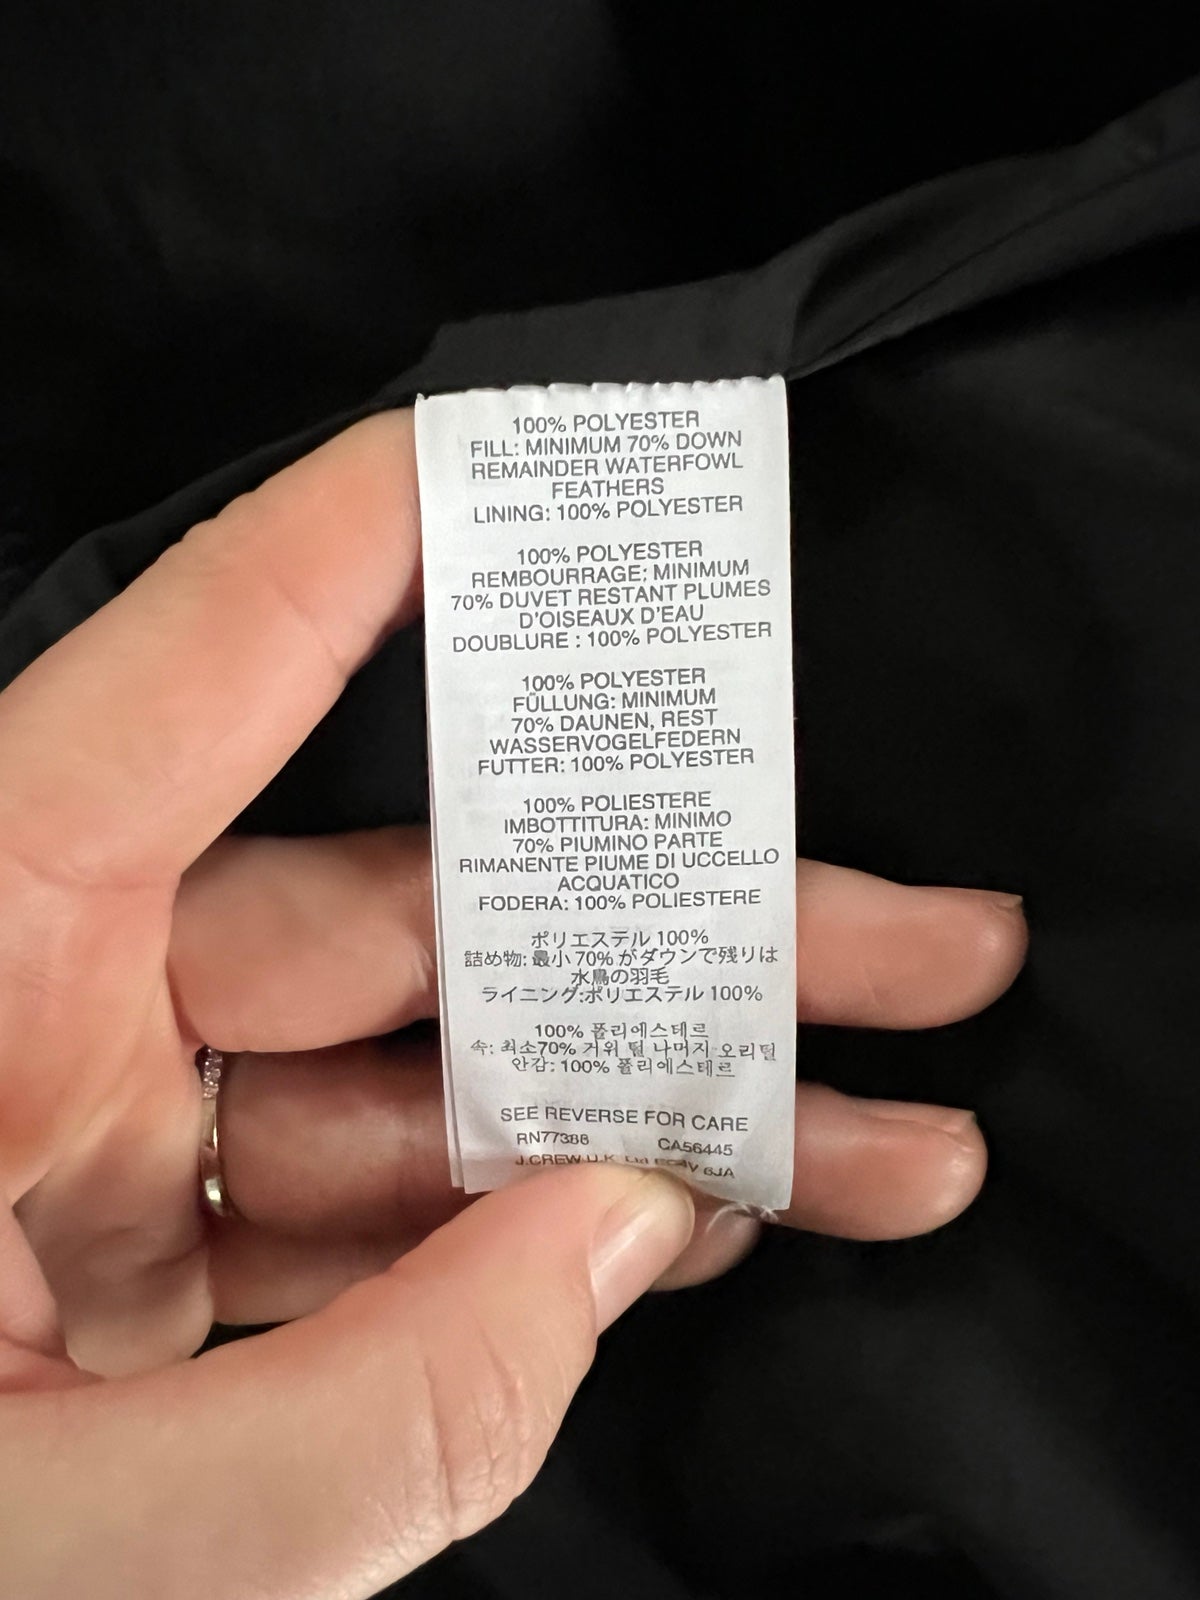 100% POLYESTER
FILL: MINIMUM 70% DOWN
REMAINDER WATERFOWL
FEATHERS
LINING: 100% POLYESTER
100% POLYESTER
REMBOURRAGE: MINIMUM
70% DUVET RESTANT PLUMES
D'OISEAUX D'EAU
DOUBLURE : 100% POLYESTER
100% POLYESTER
FÜLLUNG: MINIMUM
70% DAUNEN, REST
WASSERVOGELFEDERN
FUTTER: 100% POLYESTER
100% POLIESTERE
IMBOTTITURA: MINIMO
70% PIUMINO PARTE
RIMANENTE PIUME DI UCCELLO
ACQUATICO
FODERA: 100% POLIESTERE
ポリエステル 100%
詰め物: 最小 70% がダウンで残りは
水鳥の羽毛
ライニング:ポリエステル 100%
100% 폴리에스테르
속: 최소70% 거위 털 나머지 오리털
안감: 100% 폴리에스테르
SEE REVERSE FOR CARE
RN77388 CA56445
J.CREW U.K. Ltd 6JA